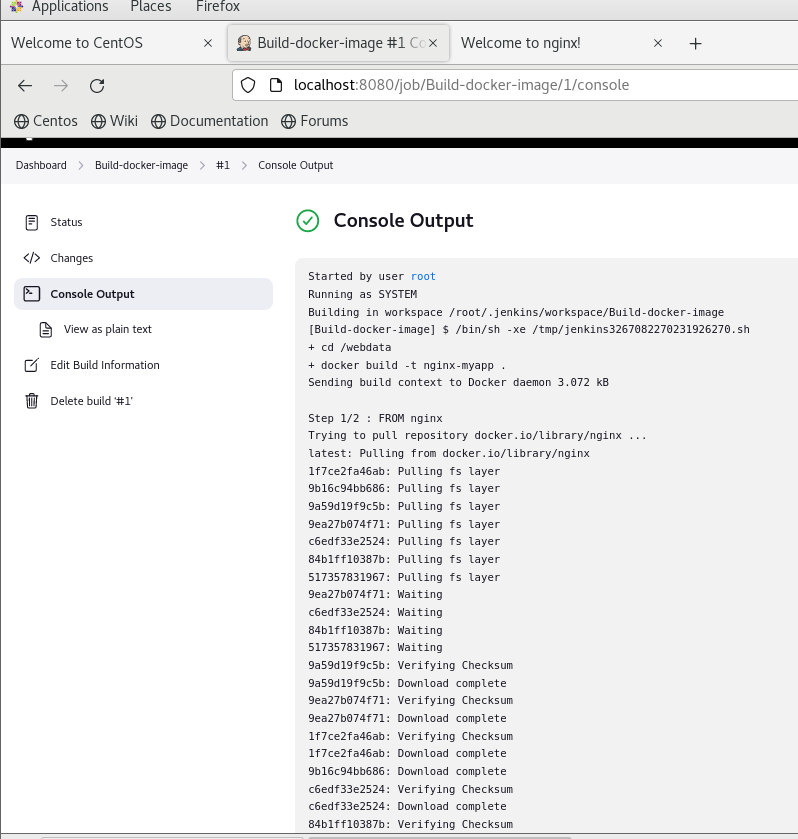 Applications Places Firefox
Welcome to CentOS
Build-docker-image #1 Co
Welcome to nginx!
localhost:8080/job/Build-docker-image/1/console
Centos Wiki Documentation Forums
Dashboard Build-docker-image #1 Console Output
Status
Changes
Console Output
View as plain text
Edit Build Information
Delete build '#1'
Console Output
Started by user root
Running as SYSTEM
Building in workspace /root/.jenkins/workspace/Build-docker-image
[Build-docker-image] $ /bin/sh -xe /tmp/jenkins3267082270231926270.sh
+ cd /webdata
+ docker build -t nginx-myapp .
Sending build context to Docker daemon 3.072 kB
Step 1/2 : FROM nginx
Trying to pull repository docker.io/library/nginx ...
latest: Pulling from docker.io/library/nginx
1f7ce2fa46ab: Pulling fs layer
9b16c94bb686: Pulling fs layer
9a59d19f9c5b: Pulling fs layer
9ea27b074f71: Pulling fs layer
c6edf33e2524: Pulling fs layer
84b1ff10387b: Pulling fs layer
517357831967: Pulling fs layer
9ea27b074f71: Waiting
c6edf33e2524: Waiting
84b1ff10387b: Waiting
517357831967: Waiting
9a59d19f9c5b: Verifying Checksum
9a59d19f9c5b: Download complete
9ea27b074f71: Verifying Checksum
9ea27b074f71: Download complete
1f7ce2fa46ab: Verifying Checksum
1f7ce2fa46ab: Download complete
9b16c94bb686: Download complete
c6edf33e2524: Verifying Checksum
c6edf33e2524: Download complete
84b1ff10387b: Verifying Checksum